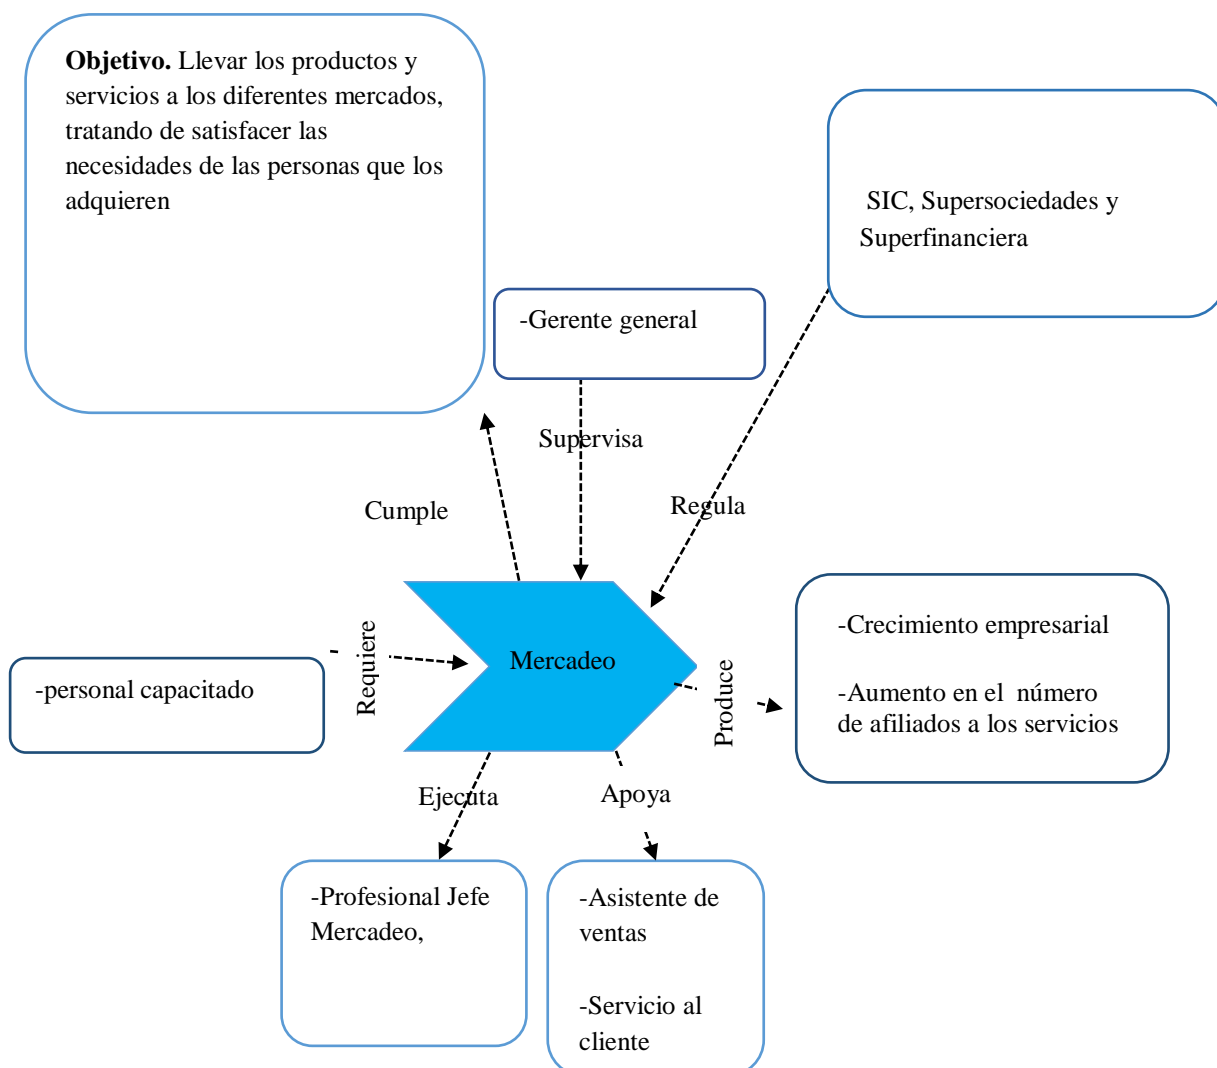 Objetivo. Llevar los productos y
servicios a los diferentes mercados,
tratando de satisfacer las
necesidades de las personas que los
adquieren
SIC, Supersociedades y
Superfinanciera
-Gerente general
Supervisa
Cumple
Regula
-personal capacitado
Requiere
Mercadeo
Produce
-Crecimiento empresarial
-Aumento en el número
de afiliados a los servicios
Ejecuta
Apoya
-Profesional Jefe
Mercadeo,
-Asistente de
ventas
-Servicio al
cliente